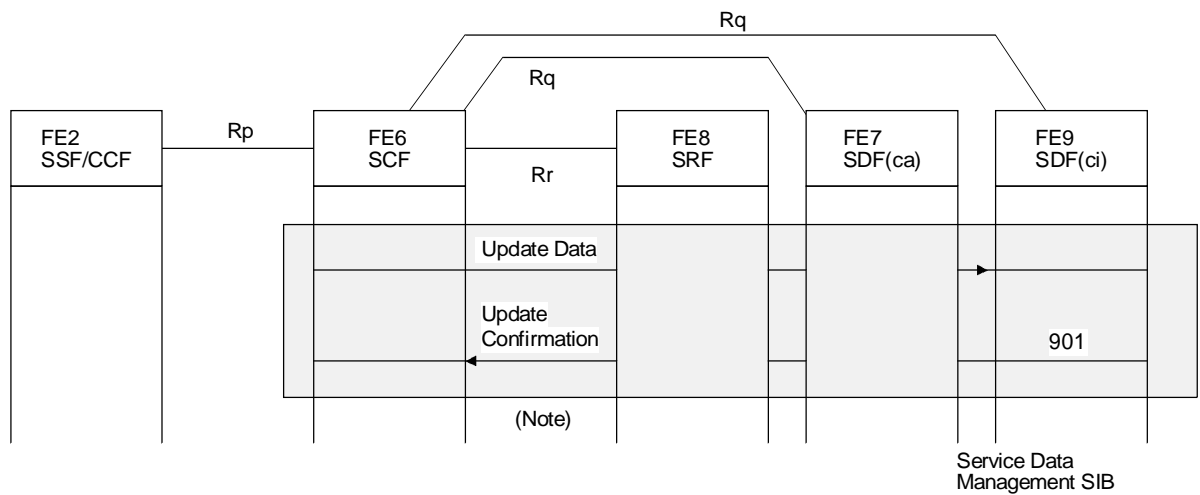 Rq
Rq
FE2
SSF/CCF
Rp
FE6
SCF
Rr
FE8
SRF
FE7
SDF(ca)
FE9
SDF(ci)
Update Data
Update
Confirmation
901
(Note)
Service Data
Management SIB